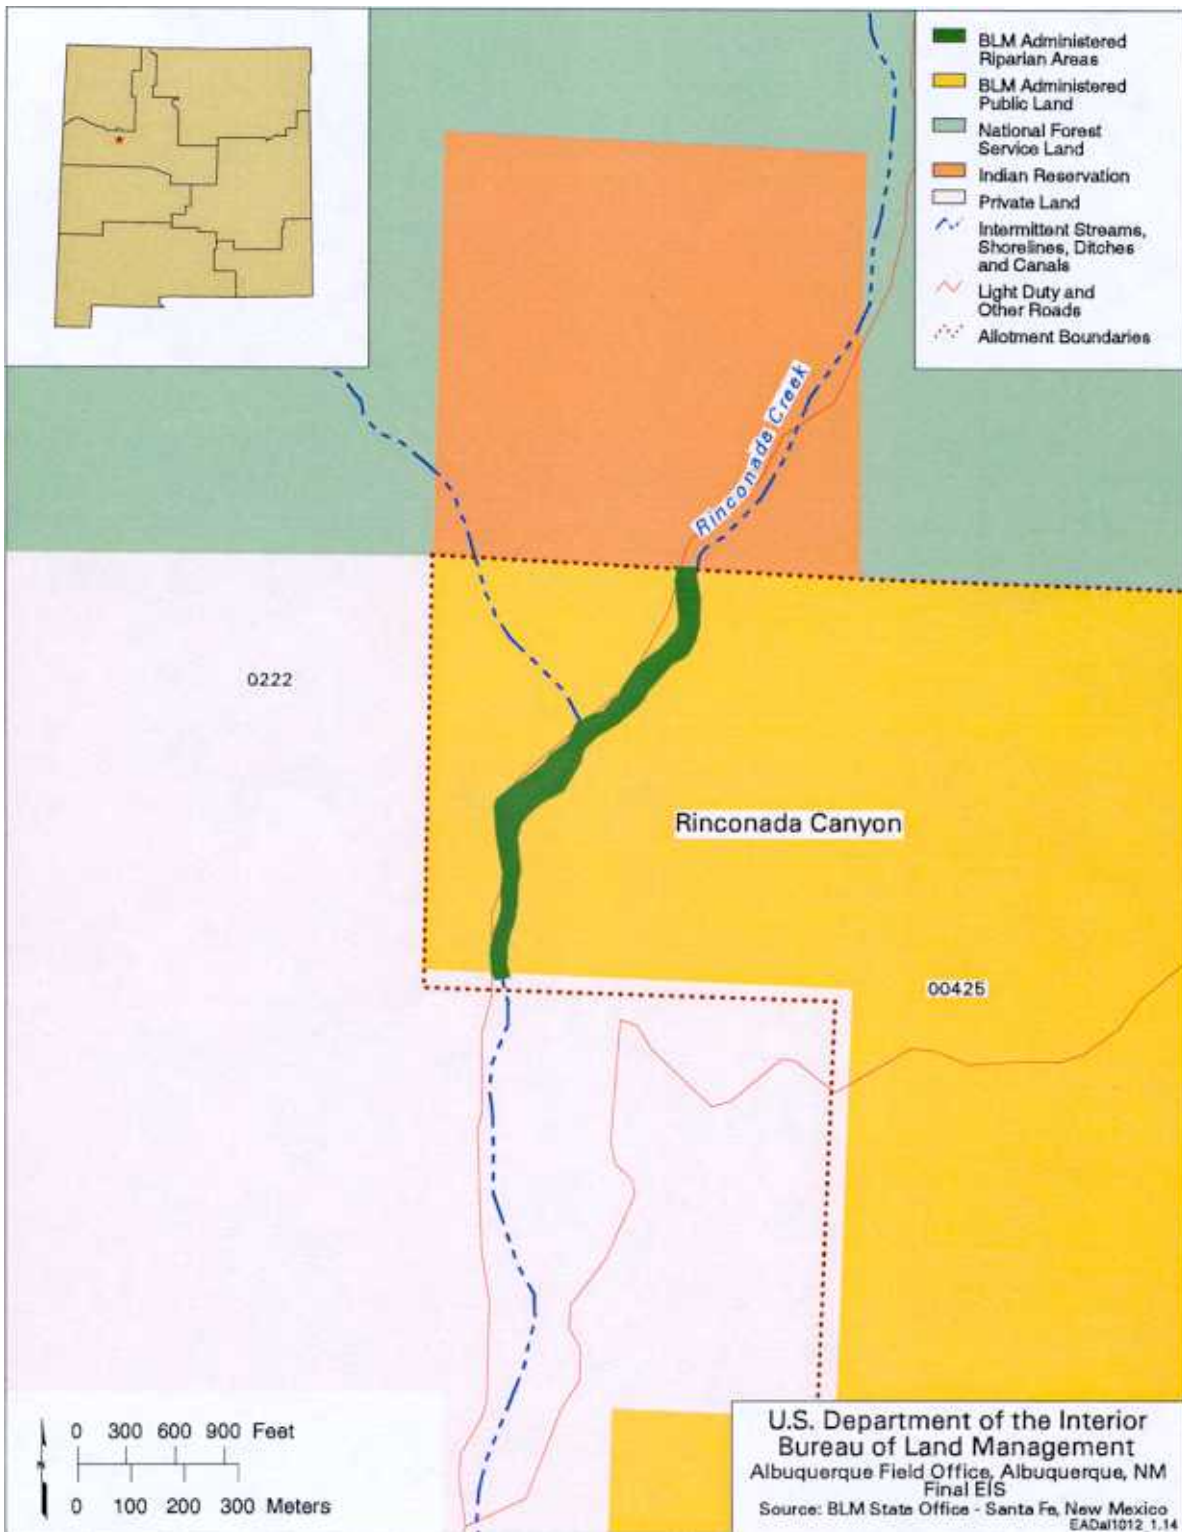 BLM Administered
Riparian Areas
BLM Administered
Public Land
National Forest
Service Land
Indian Reservation
Private Land
Intermittent Streams,
Shorelines, Ditches
and Canals
Light Duty and
Other Roads
Allotment Boundaries
Rinconada Creek
0222
Rinconada Canyon
00425
0 300 600 900 Feet
N
0 100 200 300 Meters
U.S. Department of the Interior
Bureau of Land Management
Albuquerque Field Office, Albuquerque, NM
Final EIS
Source: BLM State Office - Santa Fe, New Mexico
EADal1012 1.14